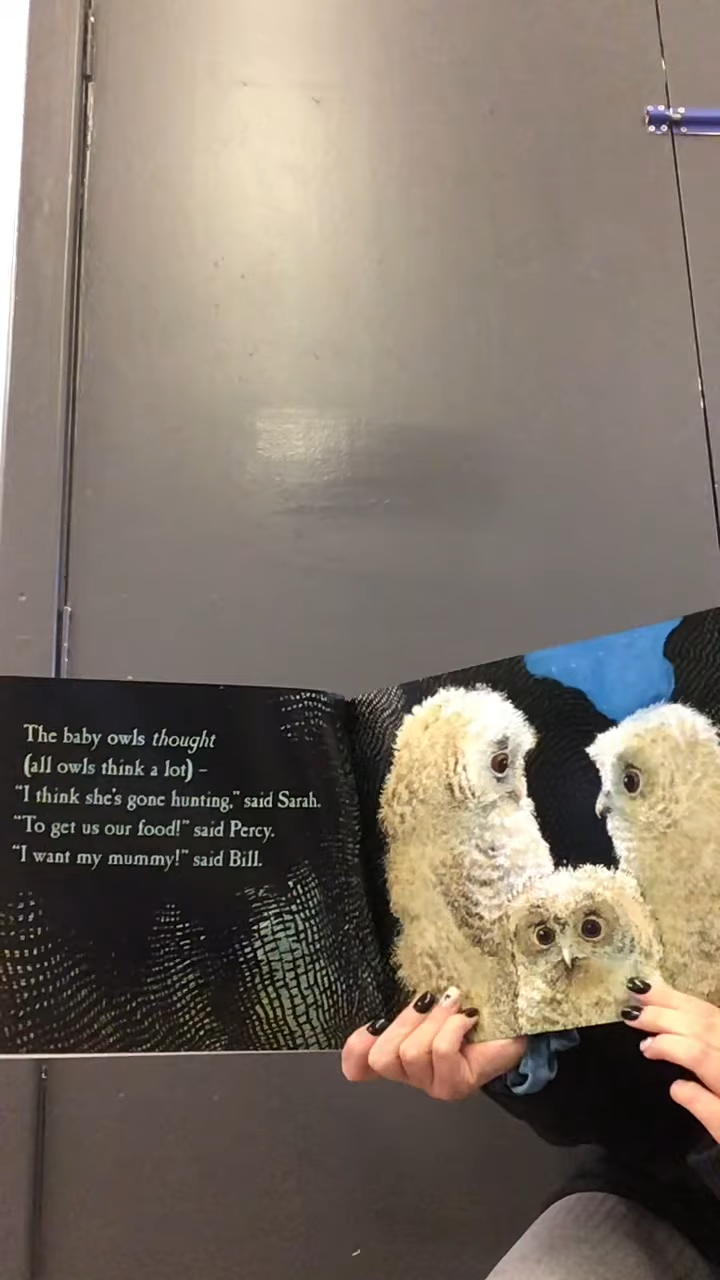 The baby owls thought
(all owls think a lot) –
"I think she's gone hunting," said Sarah.
"To get us our food!" said Percy.
"I want my mummy!" said Bill.